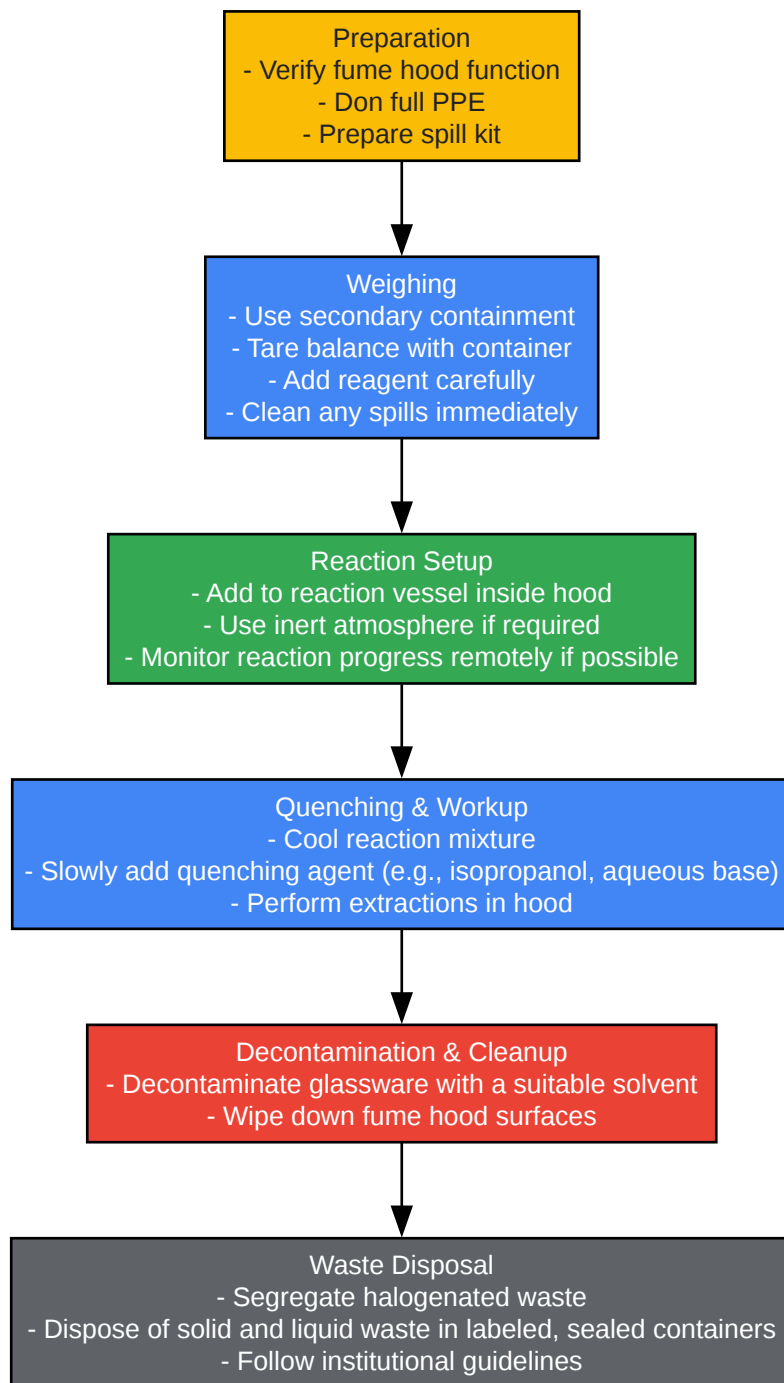 Preparation
- Verify fume hood function
- Don full PPE
- Prepare spill kit
Weighing
- Use secondary containment
- Tare balance with container
- Add reagent carefully
- Clean any spills immediately
Reaction Setup
- Add to reaction vessel inside hood
- Use inert atmosphere if required
- Monitor reaction progress remotely if possible
Quenching & Workup
- Cool reaction mixture
- Slowly add quenching agent (e.g., isopropanol, aqueous base)
- Perform extractions in hood
Decontamination & Cleanup
- Decontaminate glassware with a suitable solvent
- Wipe down fume hood surfaces
Waste Disposal
- Segregate halogenated waste
- Dispose of solid and liquid waste in labeled, sealed containers
- Follow institutional guidelines